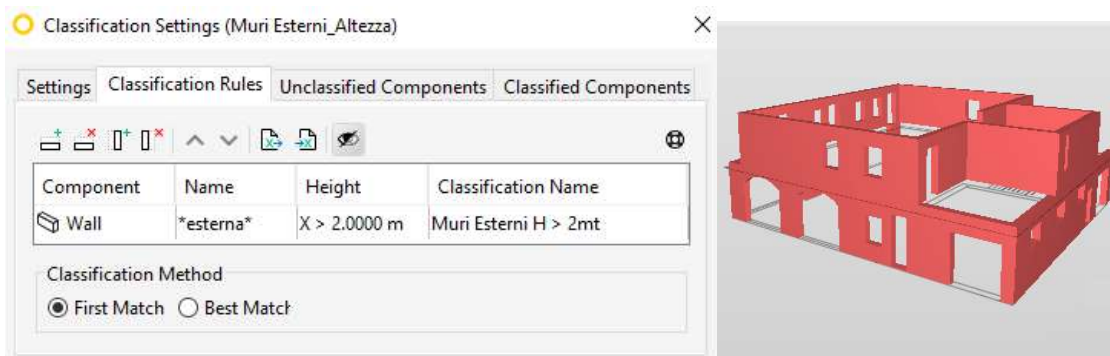 Classification Settings (Muri Esterni_Altezza)
Settings Classification Rules Unclassified Components Classified Components
Component Name Height Classification Name
Wall *esterna* X > 2.0000 m Muri Esterni H > 2mt
Classification Method
First Match Best Match